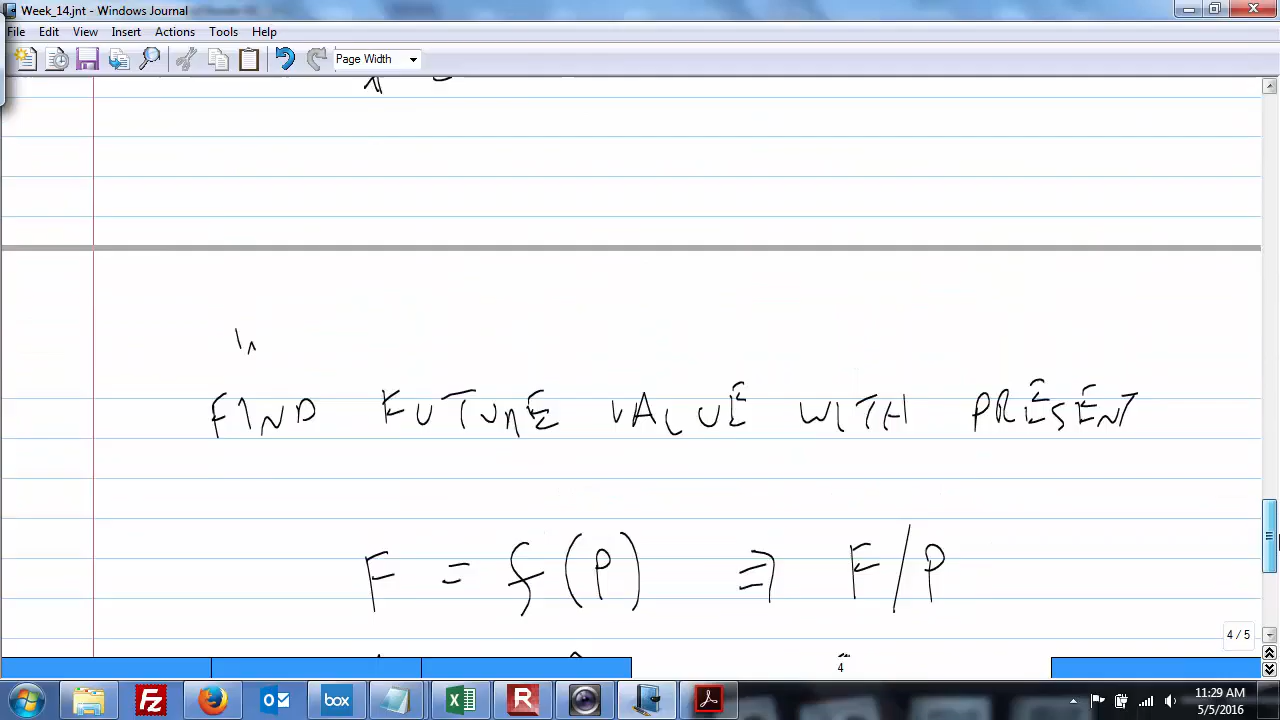 Week_14.jnt - Windows Journal
File Edit View Insert Actions Tools Help
Page Width
FIND FUTURE VALUE WITH PRESENT
F = f(P) ⇒ F/P
4 / 5
4
11:29 AM
5/5/2016